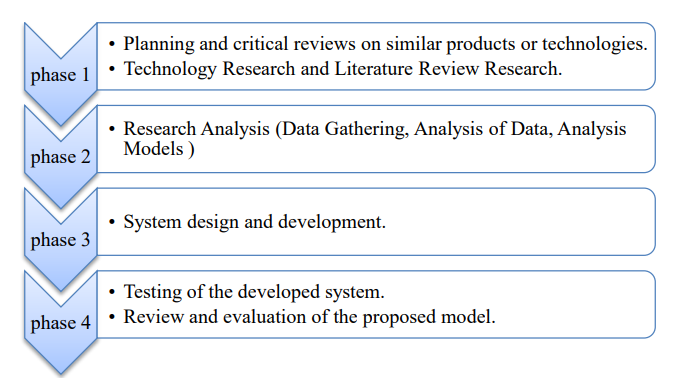 phase 1
• Planning and critical reviews on similar products or technologies.
• Technology Research and Literature Review Research.
phase 2
• Research Analysis (Data Gathering, Analysis of Data, Analysis
Models )
phase 3
• System design and development.
phase 4
• Testing of the developed system.
• Review and evaluation of the proposed model.